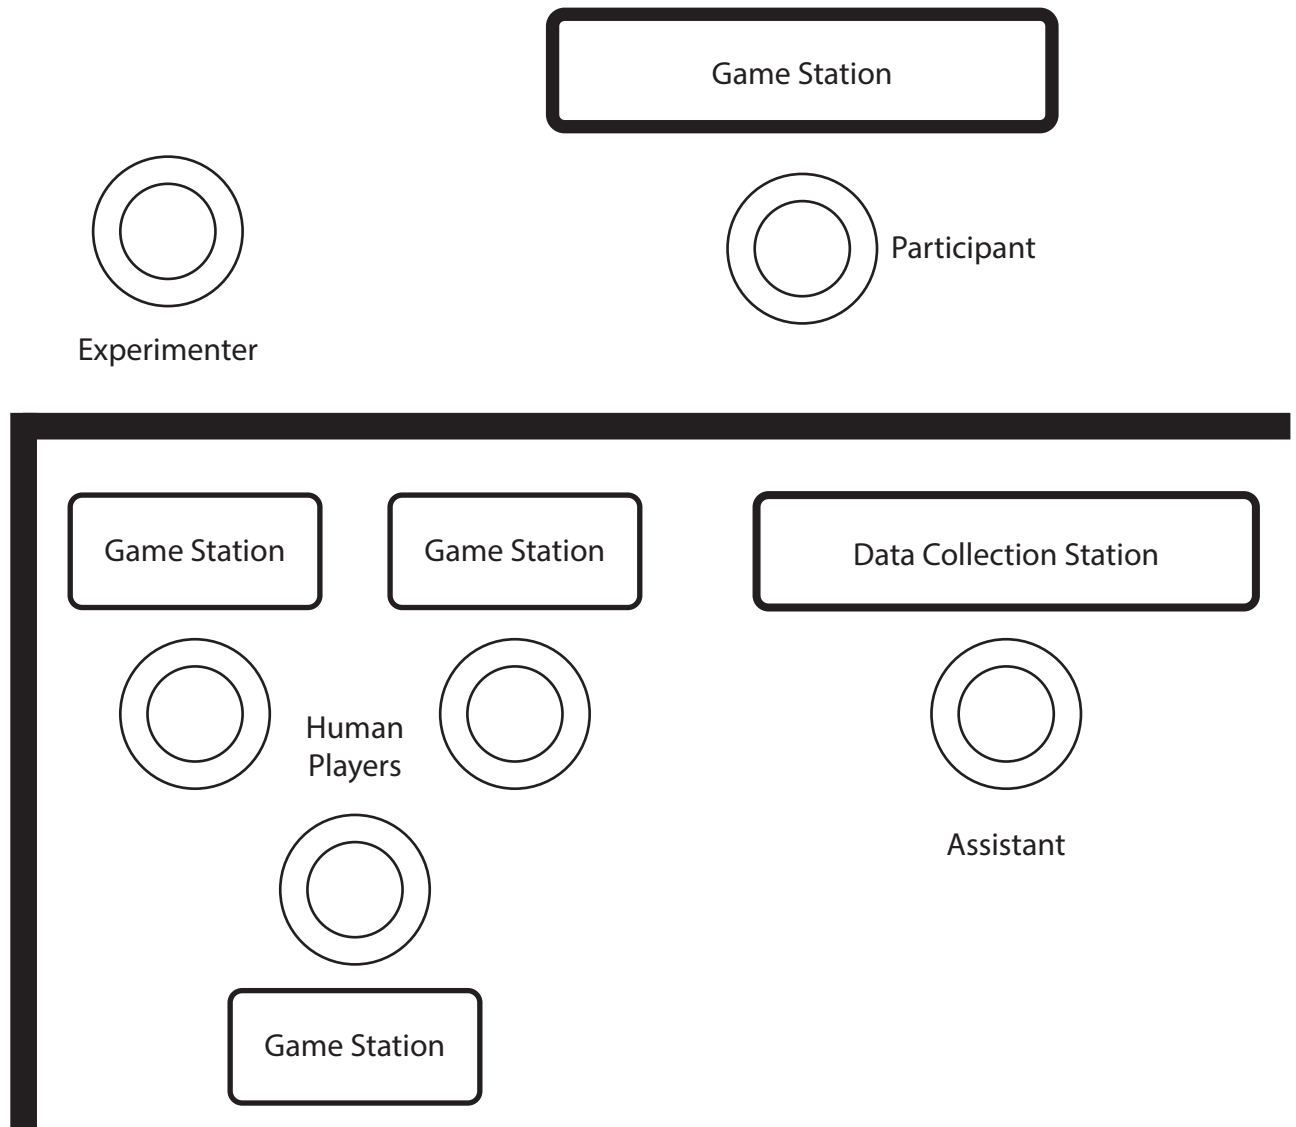 Game Station
Participant
Experimenter
Game Station
Game Station
Data Collection Station
Human
Players
Assistant
Game Station